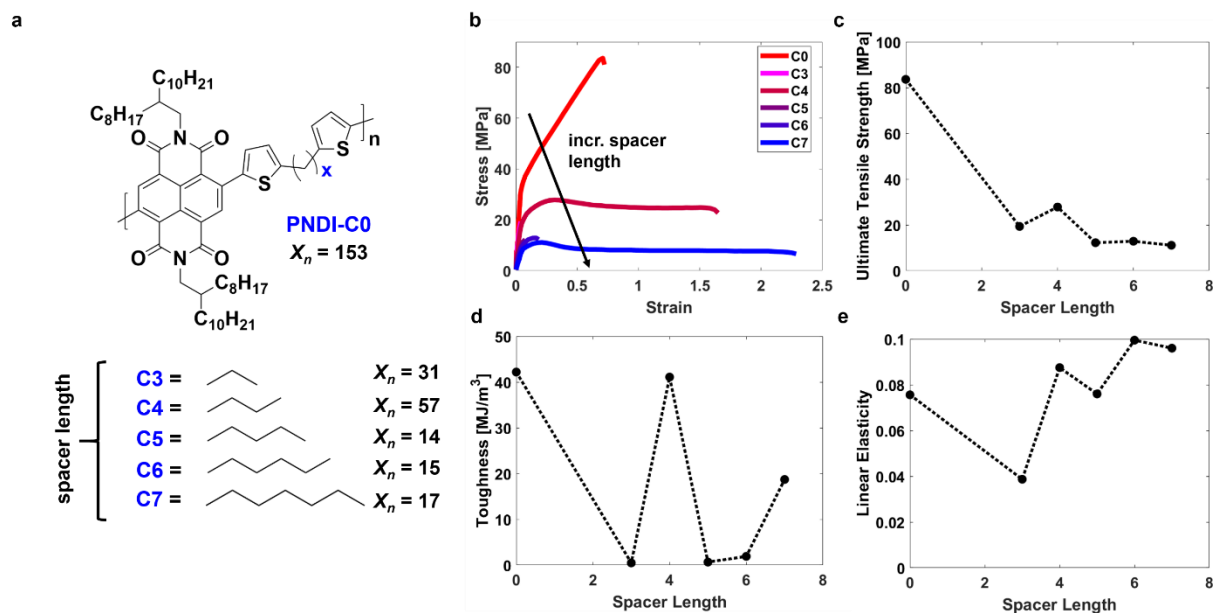 a
C10H21
C8H17
N
O
O
n
S
S
x
PNDI-C0
Xn = 153
O
O
N
C8H17
C10H21
spacer length
C3 =
Xn = 31
C4 =
Xn = 57
C5 =
Xn = 14
C6 =
Xn = 15
C7 =
Xn = 17
b
Stress [MPa]
80
60
40
20
0
0 0.5 1 1.5 2 2.5
Strain
incr. spacer
length
C0
C3
C4
C5
C6
C7
c
Ultimate Tensile Strength [MPa]
100
80
60
40
20
0
0 2 4 6 8
Spacer Length
d
Toughness [MJ/m3]
50
40
30
20
10
0
0 2 4 6 8
Spacer Length
e
Linear Elasticity
0.1
0.08
0.06
0.04
0.02
0
0 2 4 6 8
Spacer Length